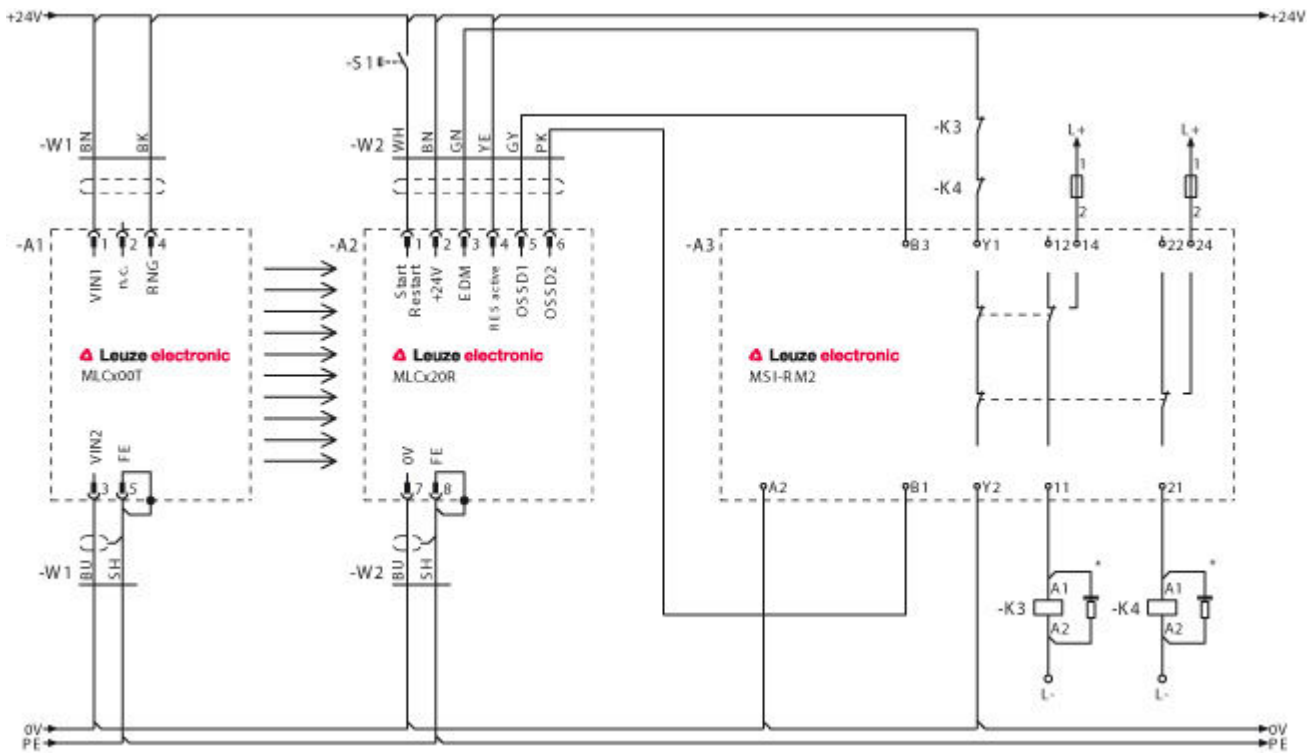 +24V
+24V
-S1
-K3
L+
L+
-W1
BN
BK
-W2
WH
BN
GN
YE
GY
PK
-K4
1
1
2
2
-A1
1
2
4
-A2
1
2
3
4
5
6
-A3
B3
Y1
12
14
22
24
VIN1
n.c.
RNG
Start
Restart
+24V
EDM
RES active
OSSD1
OSSD2
Leuze electronic
MLCx00T
Leuze electronic
MLCx20R
Leuze electronic
MSI-RM2
VIN2
FE
0V
FE
3
5
7
8
A2
B1
Y2
11
21
-W1
BU
SH
-W2
BU
SH
*
*
-K3
A1
A2
-K4
A1
A2
L-
L-
0V
0V
PE
PE